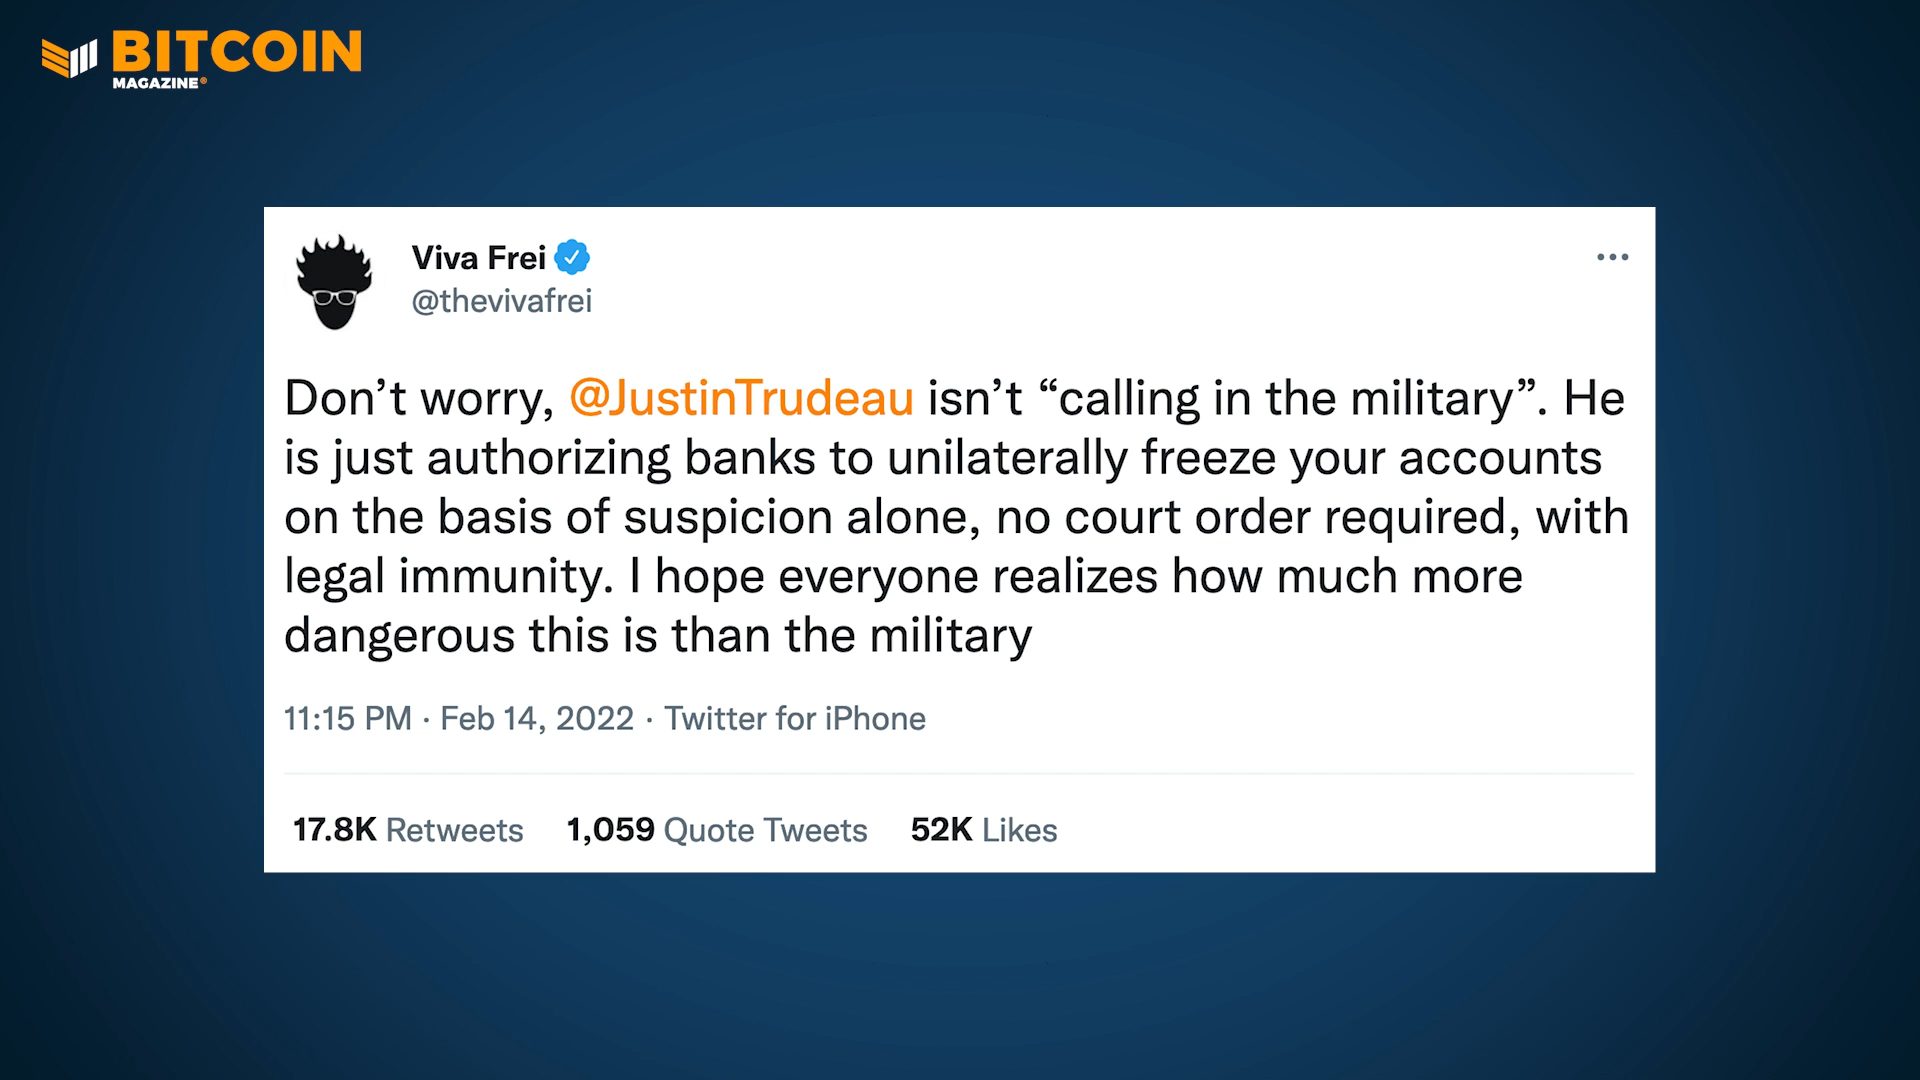 BITCOIN
MAGAZINE®
Viva Frei
@thevivafrei
Don’t worry, @JustinTrudeau isn’t “calling in the military”. He
is just authorizing banks to unilaterally freeze your accounts
on the basis of suspicion alone, no court order required, with
legal immunity. I hope everyone realizes how much more
dangerous this is than the military
11:15 PM · Feb 14, 2022 · Twitter for iPhone
17.8K Retweets 1,059 Quote Tweets 52K Likes